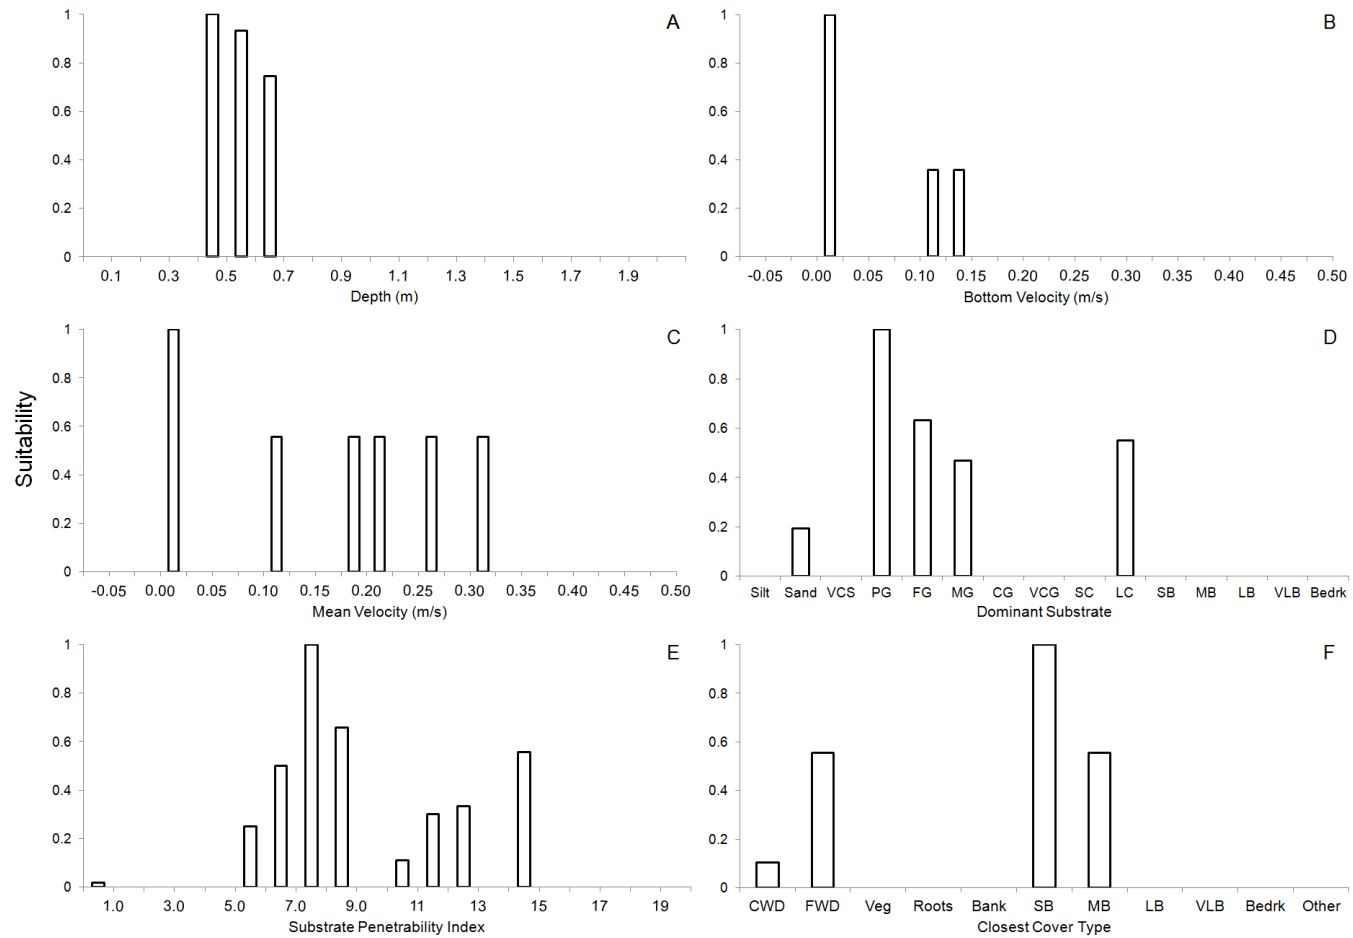 Suitability
A
1
0.8
0.6
0.4
0.2
0
0.1 0.3 0.5 0.7 0.9 1.1 1.3 1.5 1.7 1.9
Depth (m)
B
1
0.8
0.6
0.4
0.2
0
-0.05 0.00 0.05 0.10 0.15 0.20 0.25 0.30 0.35 0.40 0.45 0.50
Bottom Velocity (m/s)
C
1
0.8
0.6
0.4
0.2
0
-0.05 0.00 0.05 0.10 0.15 0.20 0.25 0.30 0.35 0.40 0.45 0.50
Mean Velocity (m/s)
D
1
0.8
0.6
0.4
0.2
0
Silt Sand VCS PG FG MG CG VCG SC LC SB MB LB VLB Bedrk
Dominant Substrate
E
1
0.8
0.6
0.4
0.2
0
1.0 3.0 5.0 7.0 9.0 11 13 15 17 19
Substrate Penetrability Index
F
1
0.8
0.6
0.4
0.2
0
CWD FWD Veg Roots Bank SB MB LB VLB Bedrk Other
Closest Cover Type